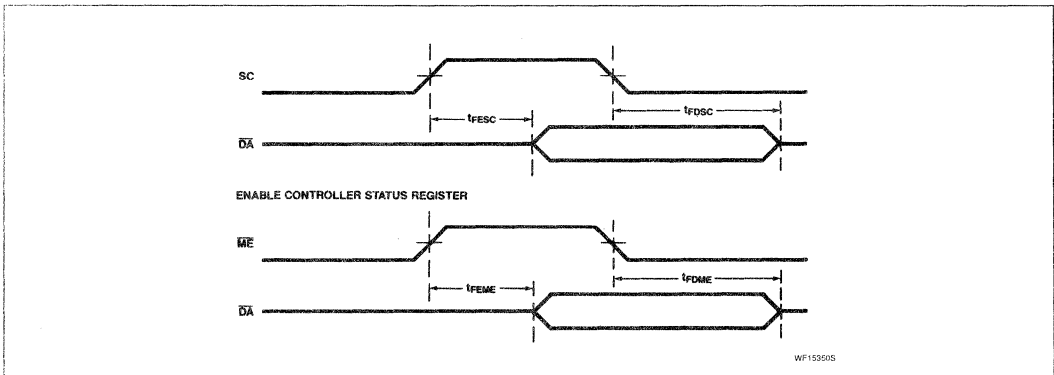 SC
tFESC
tFDSC
DA
ENABLE CONTROLLER STATUS REGISTER
ME
tFEME
tFDME
DA
WF15350S